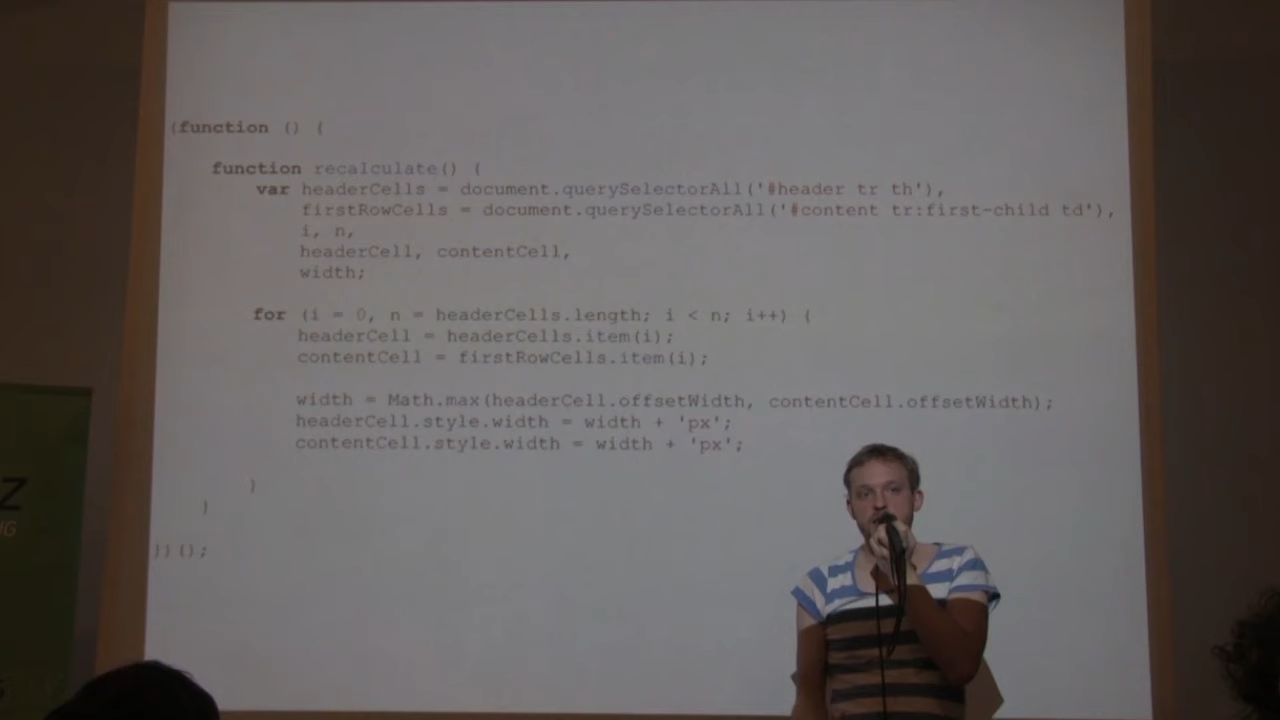 (function () {
function recalculate() {
var headerCells = document.querySelectorAll('#header tr th'),
firstRowCells = document.querySelectorAll('#content tr:first-child td'),
i, n,
headerCell, contentCell,
width;
for (i = 0, n = headerCells.length; i < n; i++) {
headerCell = headerCells.item(i);
contentCell = firstRowCells.item(i);
width = Math.max(headerCell.offsetWidth, contentCell.offsetWidth);
headerCell.style.width = width + 'px';
contentCell.style.width = width + 'px';
}
}
})();